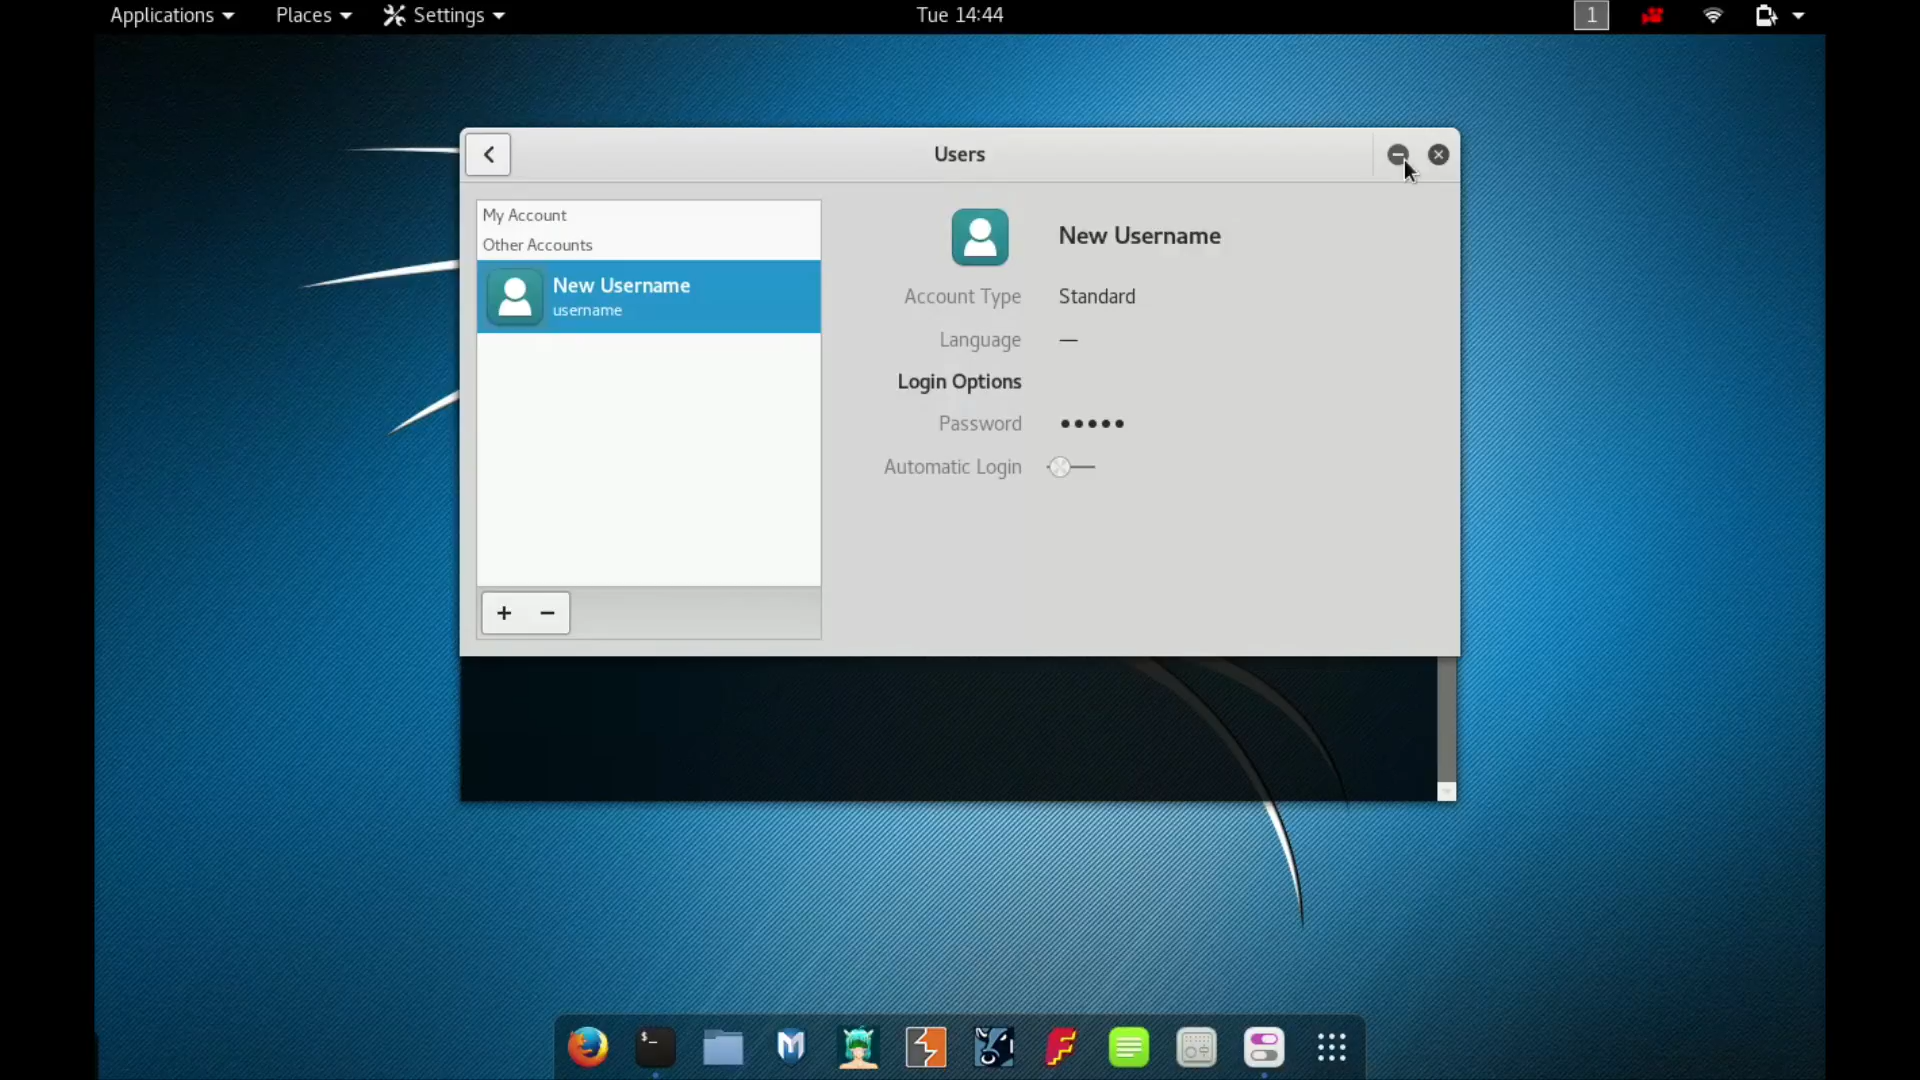 Applications Places Settings Tue 14:44 1
Users
My Account
Other Accounts
New Username
username
New Username
Account Type Standard
Language —
Login Options
Password •••••
Automatic Login